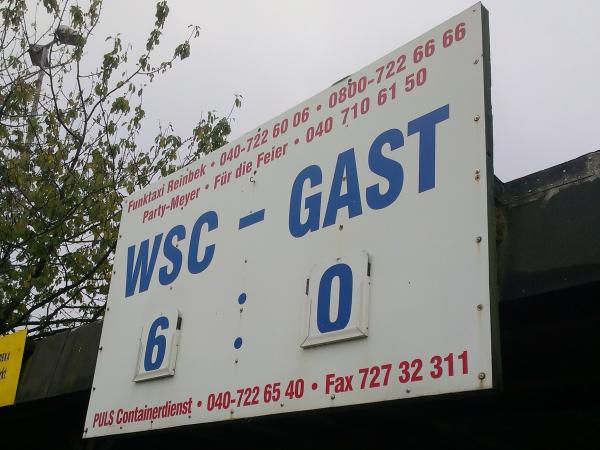 Funktaxi Reinbek • 040-722 60 06 • 0800-722 66 66
Party-Meyer • Für die Feier • 040 710 61 50
WSC - GAST
6 : 0
PULS Containerdienst • 040-722 65 40 • Fax 727 32 311